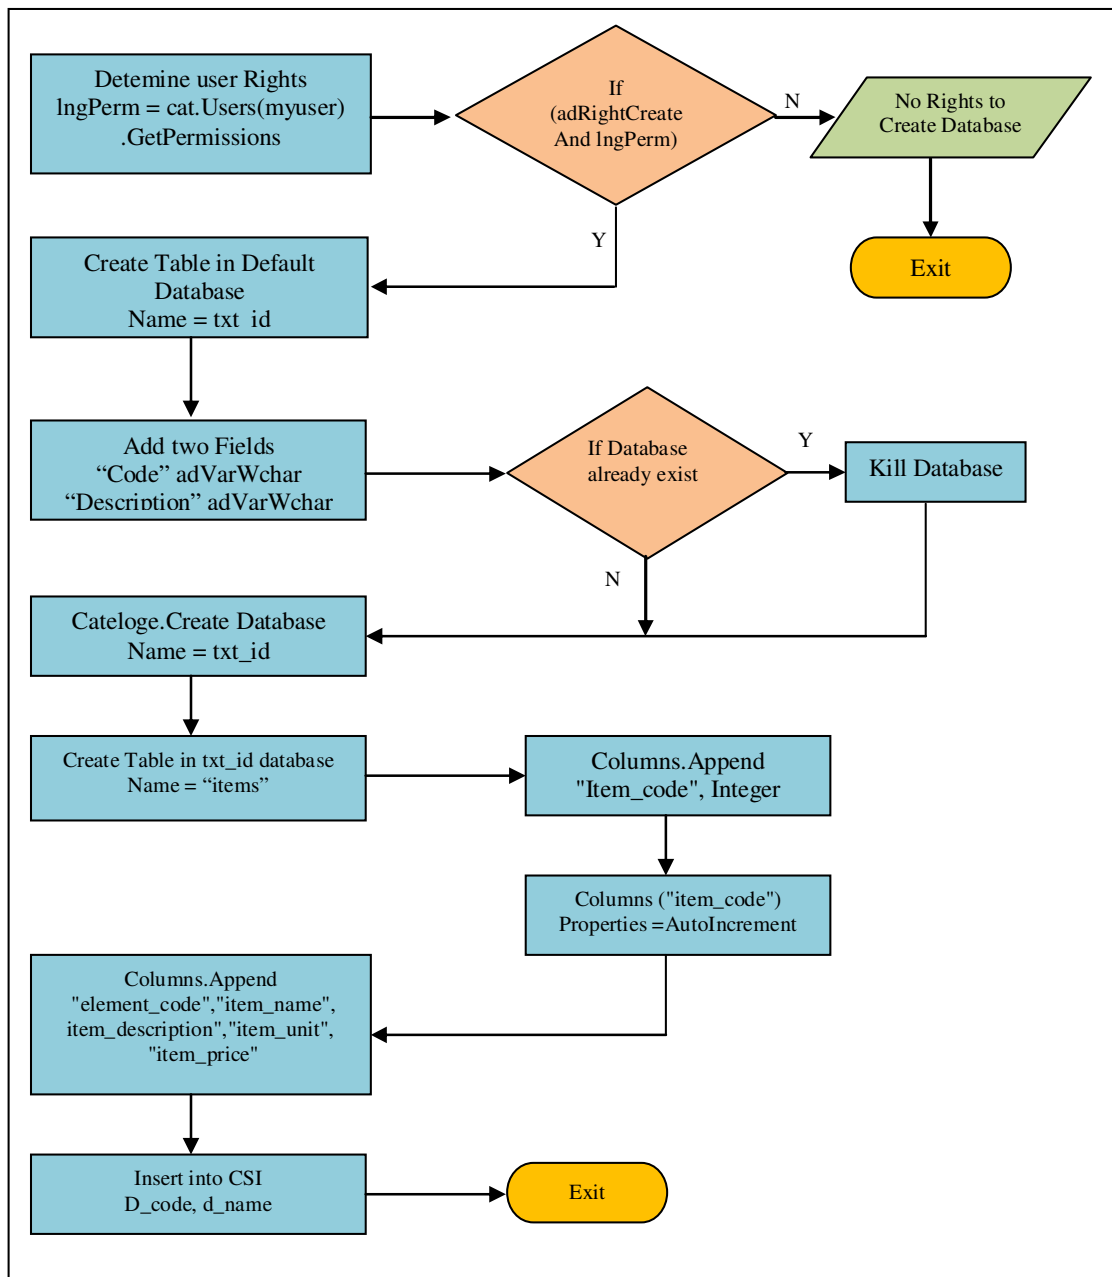 Detemine user Rights
lngPerm = cat.Users(myuser)
.GetPermissions
If
(adRightCreate
And lngPerm)
N
No Rights to
Create Database
Y
Exit
Create Table in Default
Database
Name = txt_id
Add two Fields
“Code” adVarWchar
“Description” adVarWchar
If Database
already exist
Y
Kill Database
N
Cateloge.Create Database
Name = txt_id
Create Table in txt_id database
Name = “items”
Columns.Append
"Item_code", Integer
Columns ("item_code")
Properties =AutoIncrement
Columns.Append
"element_code","item_name",
item_description","item_unit",
"item_price"
Insert into CSI
D_code, d_name
Exit